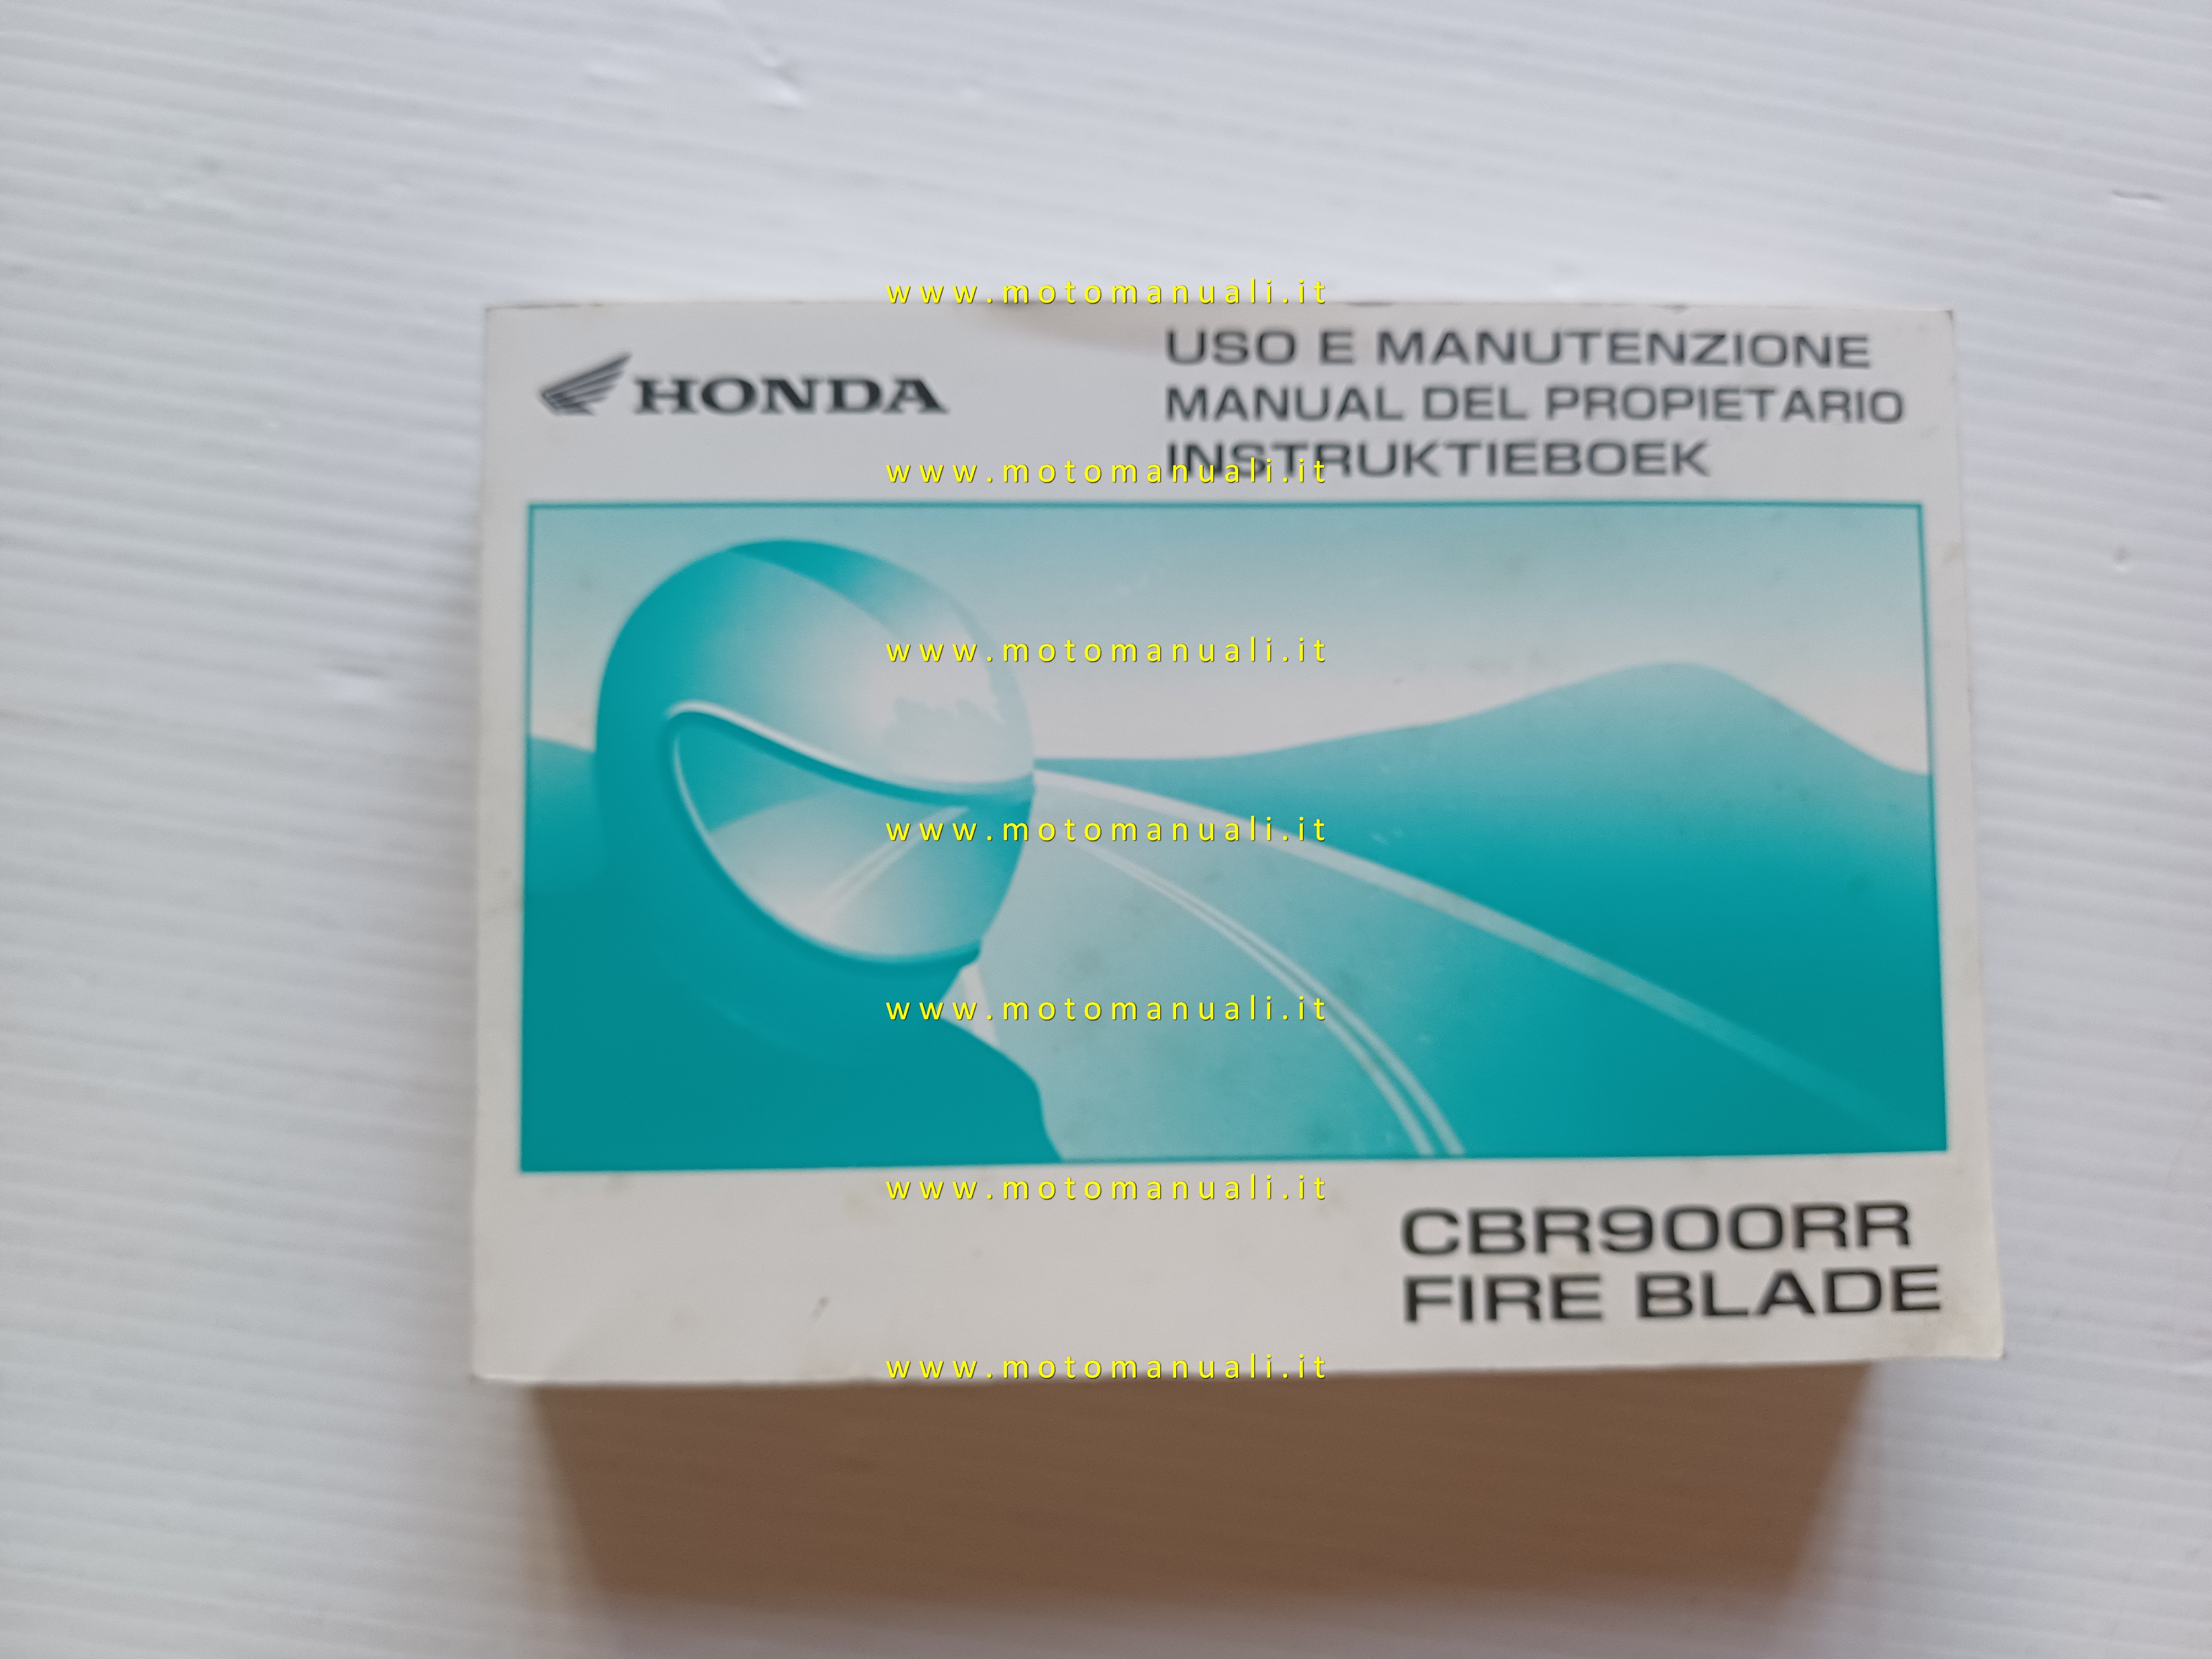 www.motomanuali.it
HONDA
USO E MANUTENZIONE
MANUAL DEL PROPIETARIO
INSTRUKTIEBOEK
www.motomanuali.it
www.motomanuali.it
www.motomanuali.it
www.motomanuali.it
www.motomanuali.it
CBR900RR
FIRE BLADE
www.motomanuali.it